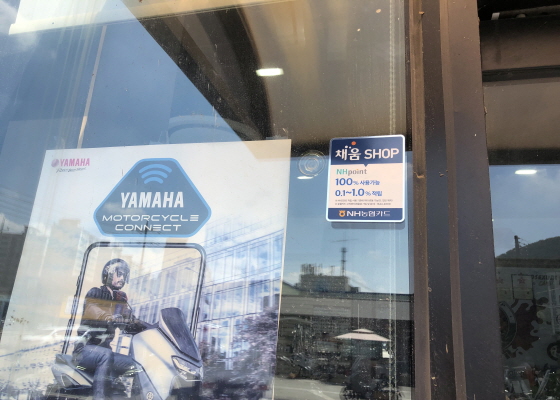 YAMAHA
YAMAHA
MOTORCYCLE
CONNECT
채움 SHOP
NHpoint
100% 사용가능
0.1~1.0% 적립
NH농협카드